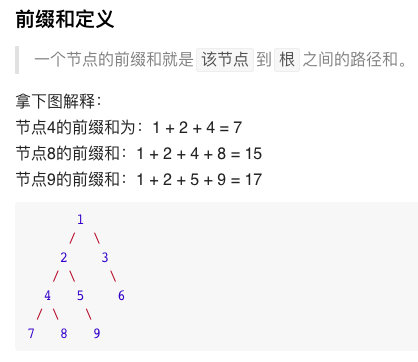 前缀和定义
一个节点的前缀和就是 该节点 到 根 之间的路径和。
拿下图解释：
节点4的前缀和为：1 + 2 + 4 = 7
节点8的前缀和：1 + 2 + 4 + 8 = 15
节点9的前缀和：1 + 2 + 5 + 9 = 17
1
/ \
2 3
/ \ \
4 5 6
/ \ \
7 8 9